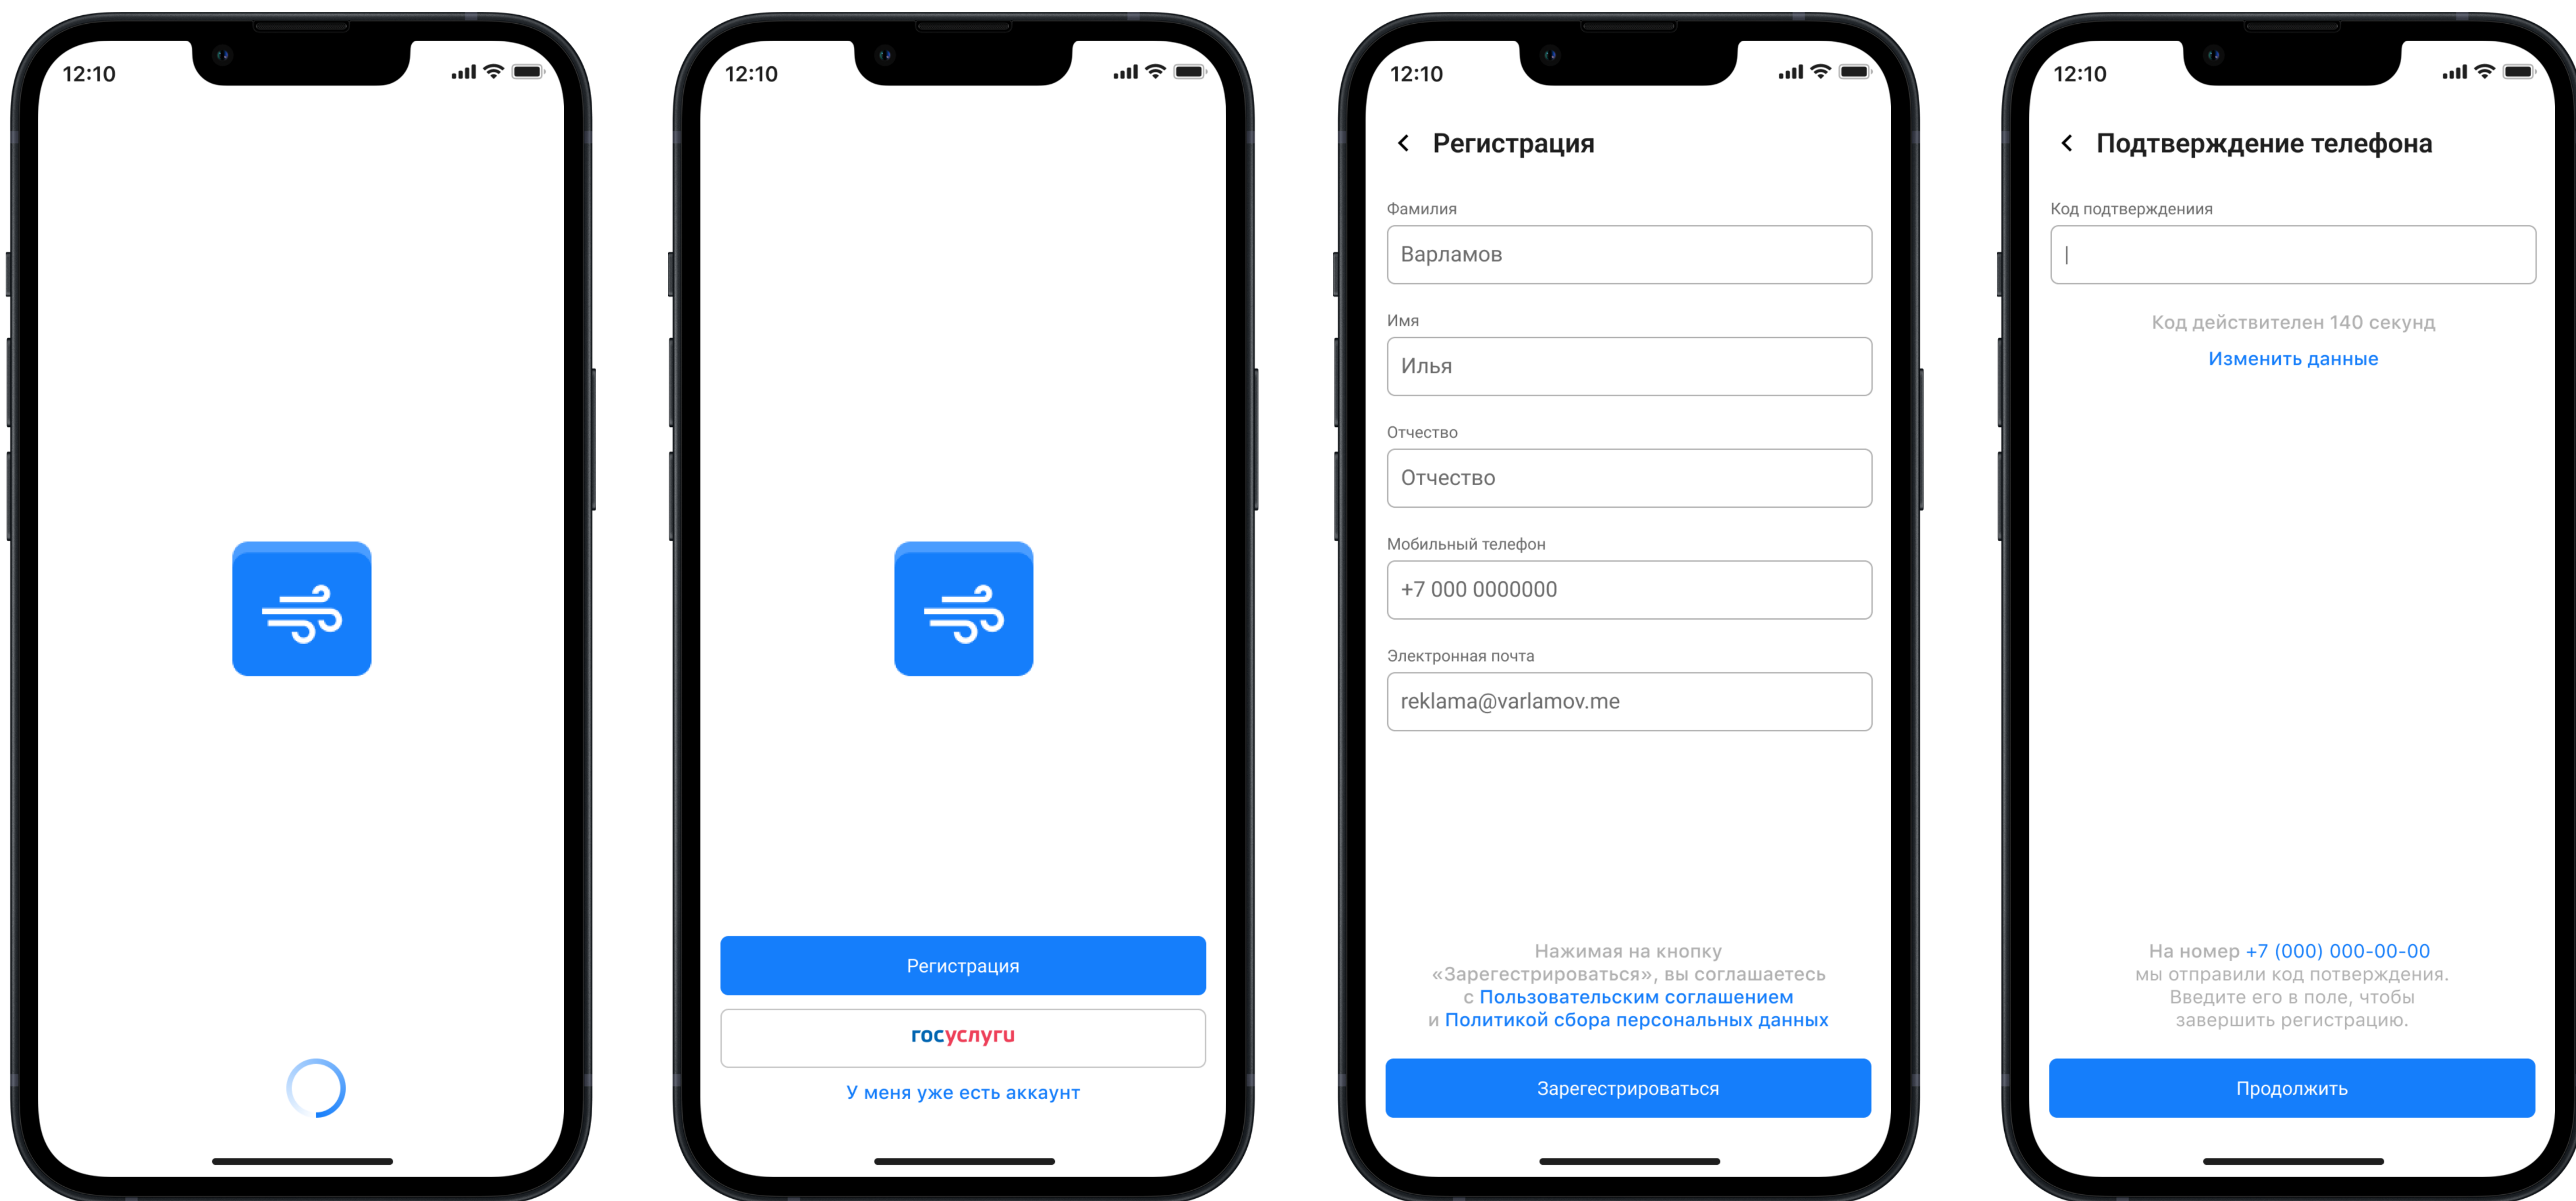 12:10
12:10
Регистрация
госуслуги
У меня уже есть аккаунт
12:10
Регистрация
Фамилия
Варламов
Имя
Илья
Отчество
Отчество
Мобильный телефон
+7 000 0000000
Электронная почта
reklama@varlamov.me
Нажимая на кнопку
«Зарегестрироваться», вы соглашаетесь
с Пользовательским соглашением
и Политикой сбора персональных данных
Зарегестрироваться
12:10
Подтверждение телефона
Код подтверждениия
Код действителен 140 секунд
Изменить данные
На номер +7 (000) 000-00-00
мы отправили код потверждения.
Введите его в поле, чтобы
завершить регистрацию.
Продолжить